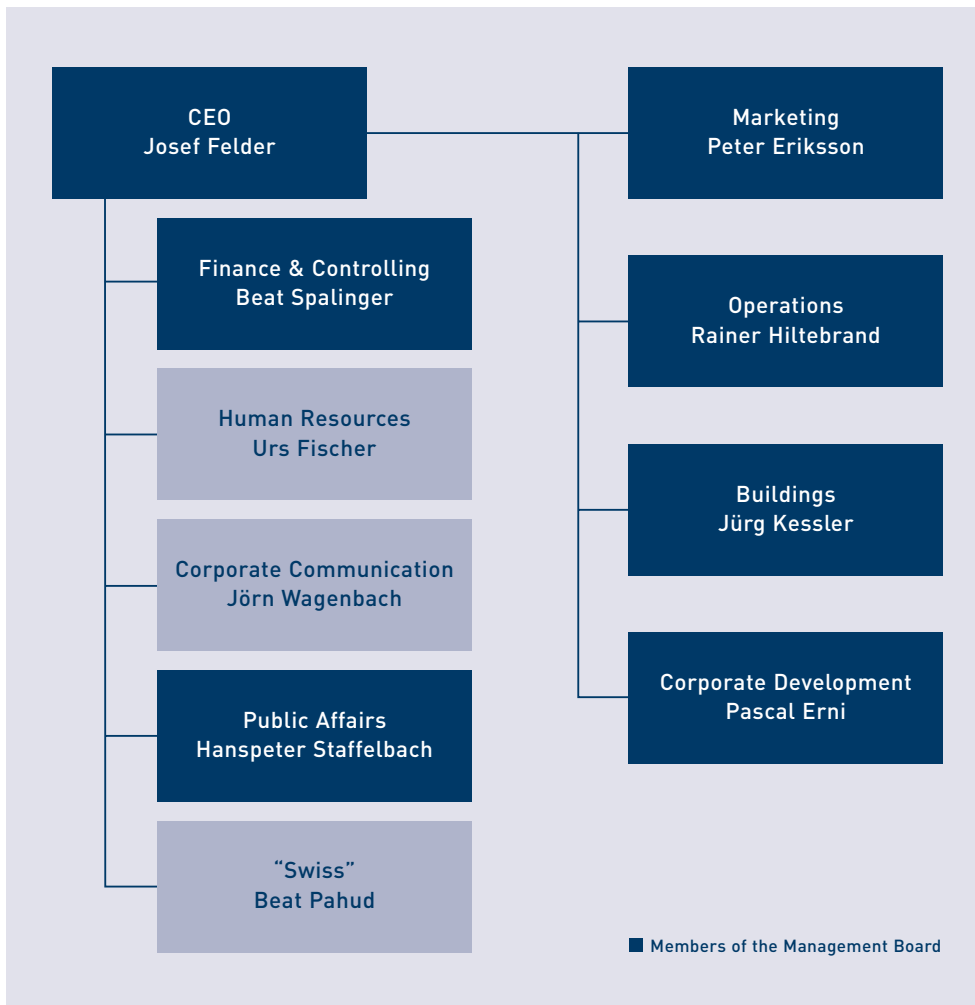 CEO
Josef Felder
Finance & Controlling
Beat Spalinger
Human Resources
Urs Fischer
Corporate Communication
Jörn Wagenbach
Public Affairs
Hanspeter Staffelbach
“Swiss”
Beat Pahud
Marketing
Peter Eriksson
Operations
Rainer Hiltebrand
Buildings
Jürg Kessler
Corporate Development
Pascal Erni
Members of the Management Board